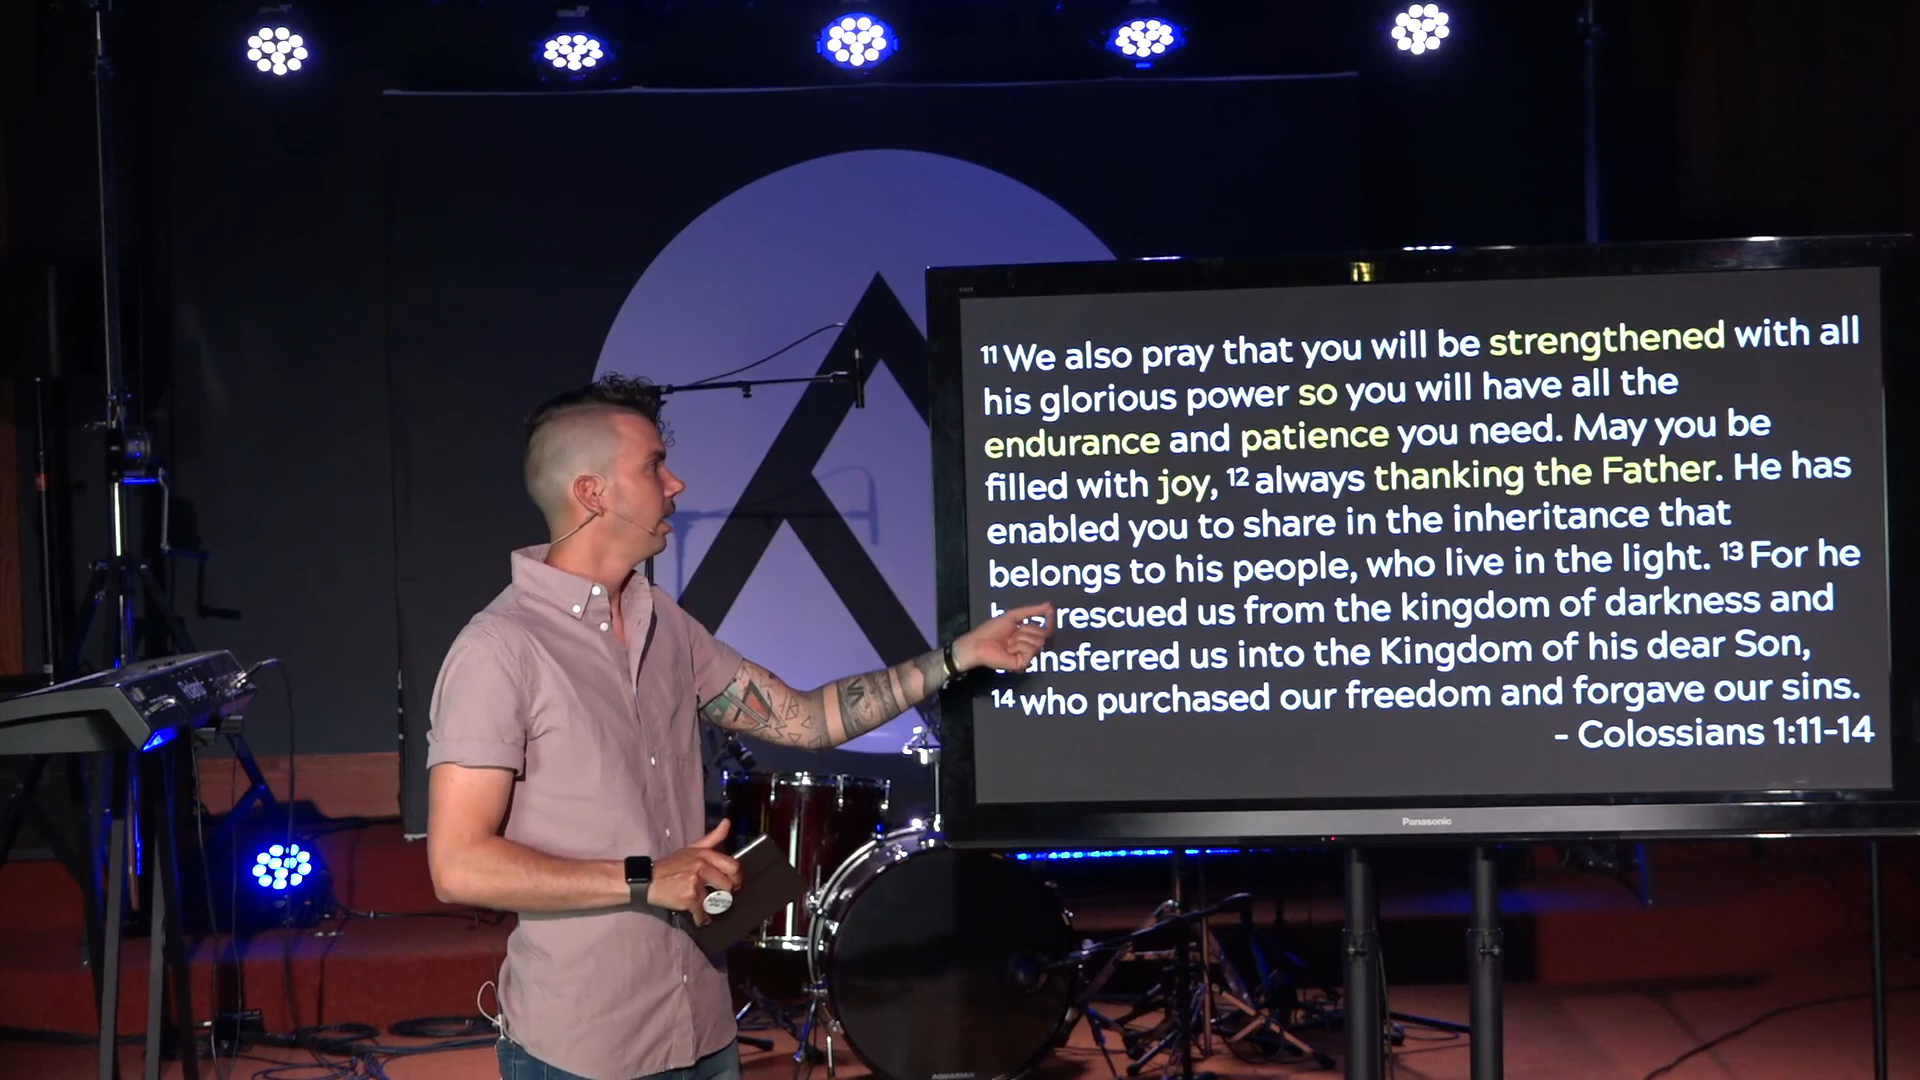 11 We also pray that you will be strengthened with all
his glorious power so you will have all the
endurance and patience you need. May you be
filled with joy, 12 always thanking the Father. He has
enabled you to share in the inheritance that
belongs to his people, who live in the light. 13 For he
rescued us from the kingdom of darkness and
us into the Kingdom of his dear Son,
14 who purchased our freedom and forgave our sins.
- Colossians 1:11-14
Panasonic
AQUARIAN